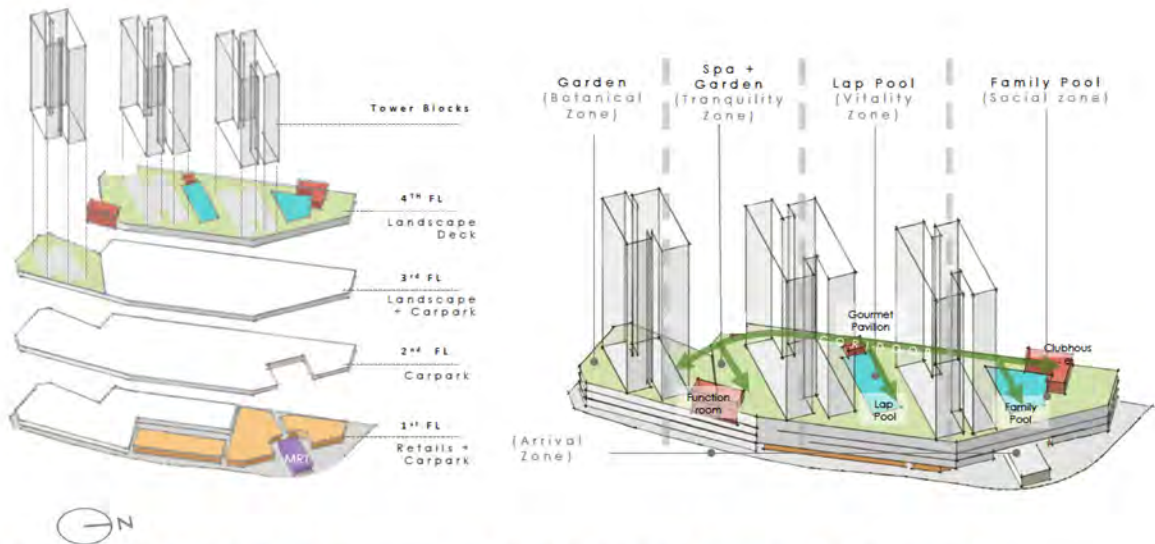 Tower Blocks
4TH FL
Landscape
Deck
3rd FL
Landscape
+ Carpark
2nd FL
Carpark
1st FL
Retails +
Carpark
MRT
N
Garden
(Botanical
Zone)
Spa +
Garden
(Tranquility
Zone)
Lap Pool
(Vitality
Zone)
Family Pool
(Social zone)
Gourmet
Pavilion
CORIDOOR
Clubhous
Function
room
Lap
Pool
Family
Pool
(Arrival
Zone)